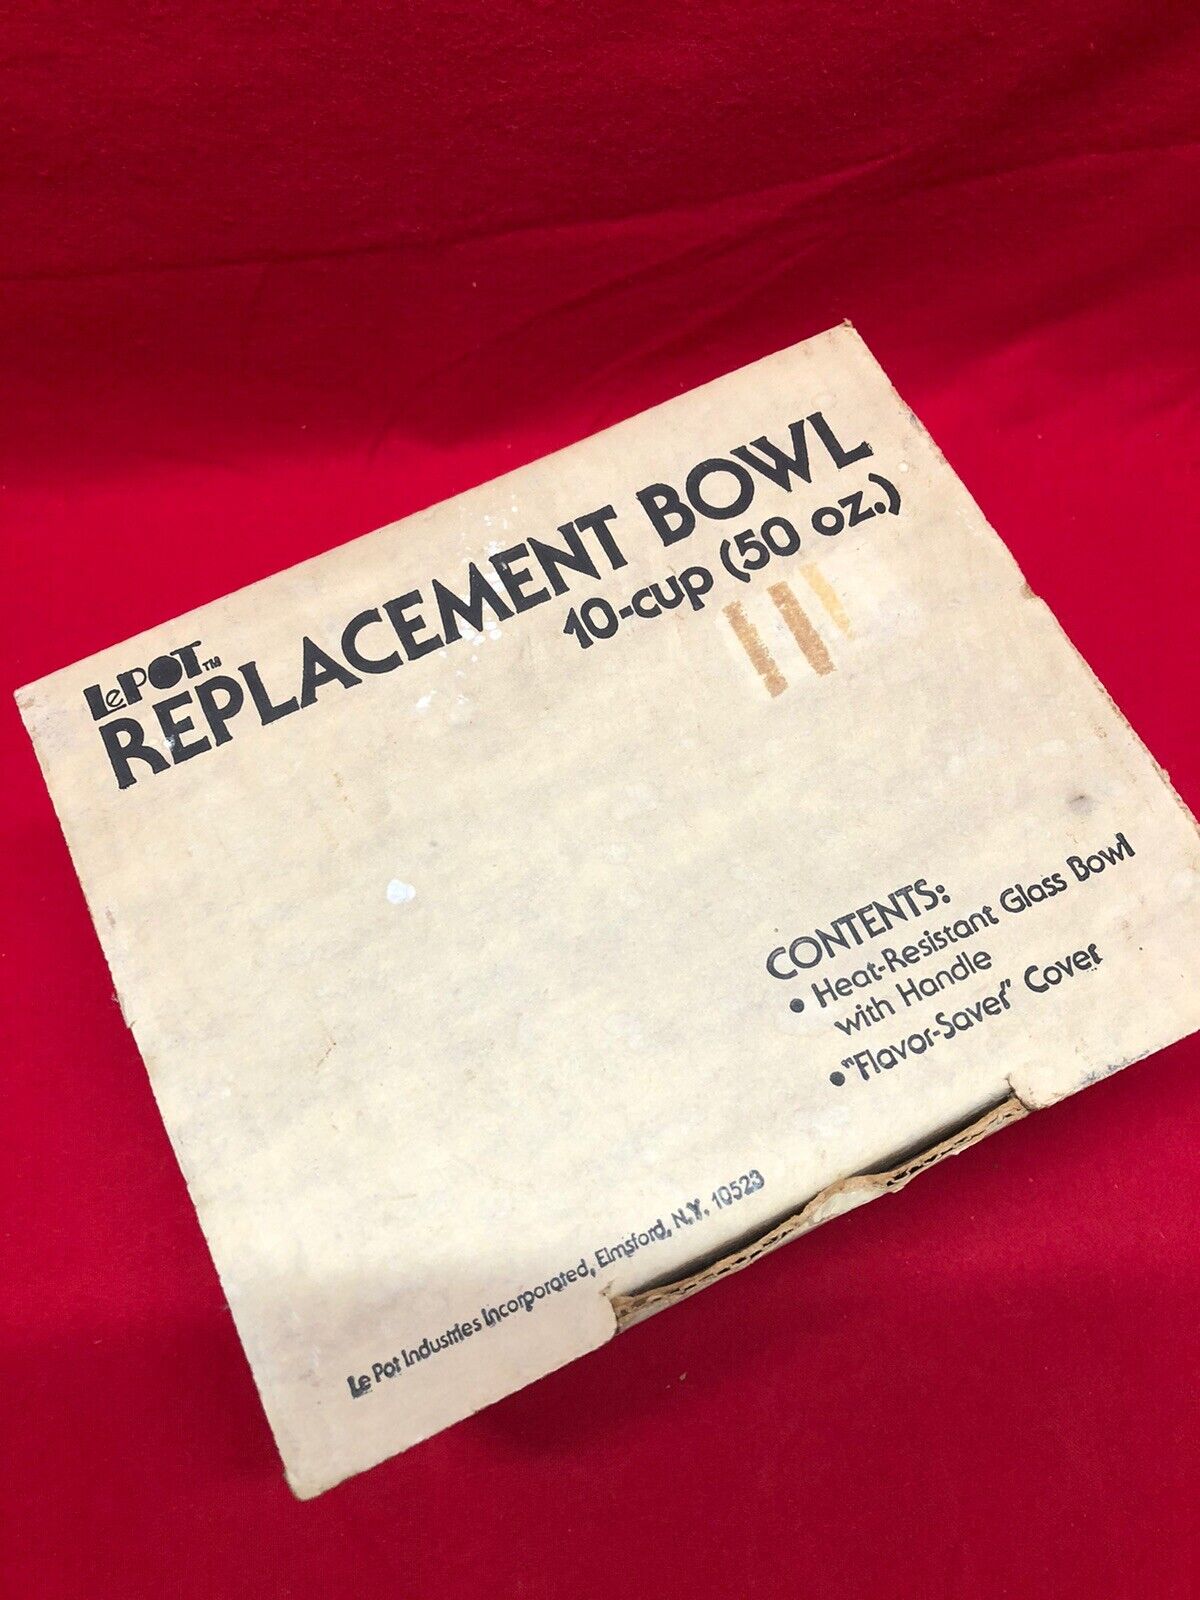 LePOT™
REPLACEMENT BOWL
10-cup (50 oz.)
CONTENTS:
• Heat-Resistant Glass Bowl
with Handle
• "Flavor-Saver" Cover
Le Pot Industries Incorporated, Elmsford, N.Y. 10523